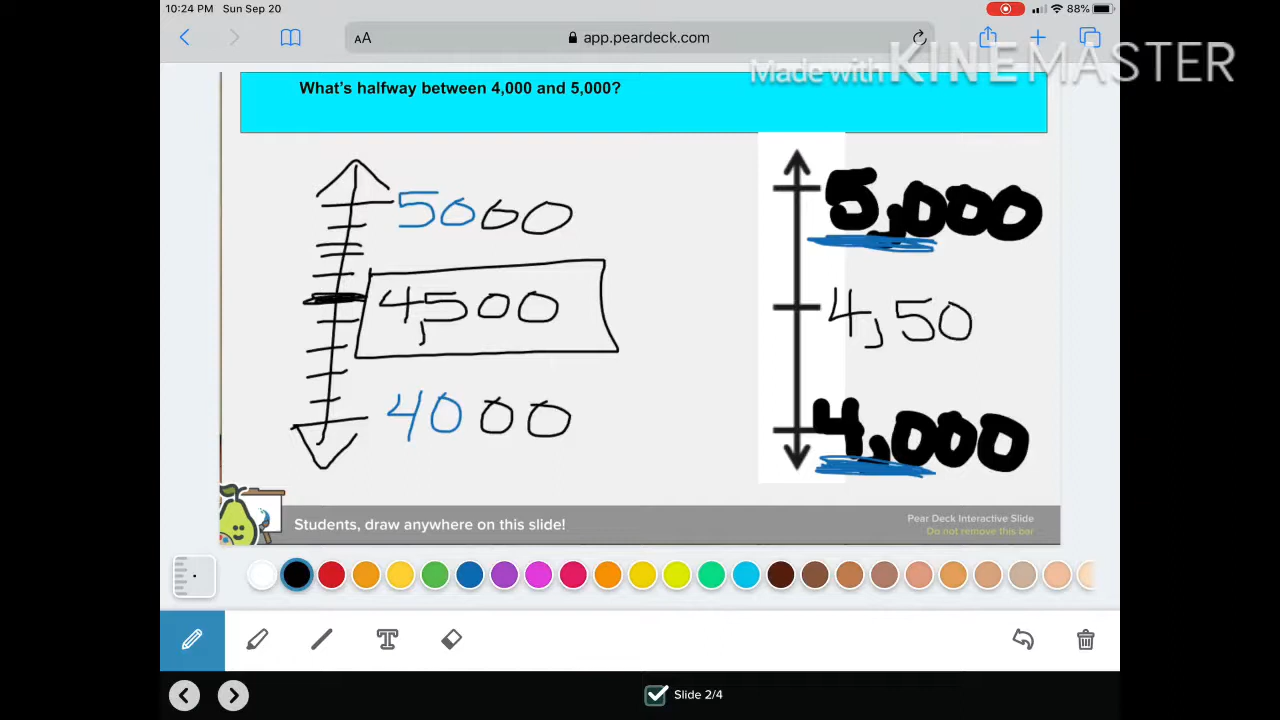 10:24 PM Sun Sep 20
88%
AA
app.peardeck.com
Made with KINEMASTER
What's halfway between 4,000 and 5,000?
5000
4,500
4000
5,000
4,50
4,000
Students, draw anywhere on this slide!
Pear Deck Interactive Slide
Do not remove this bar
T
Slide 2/4